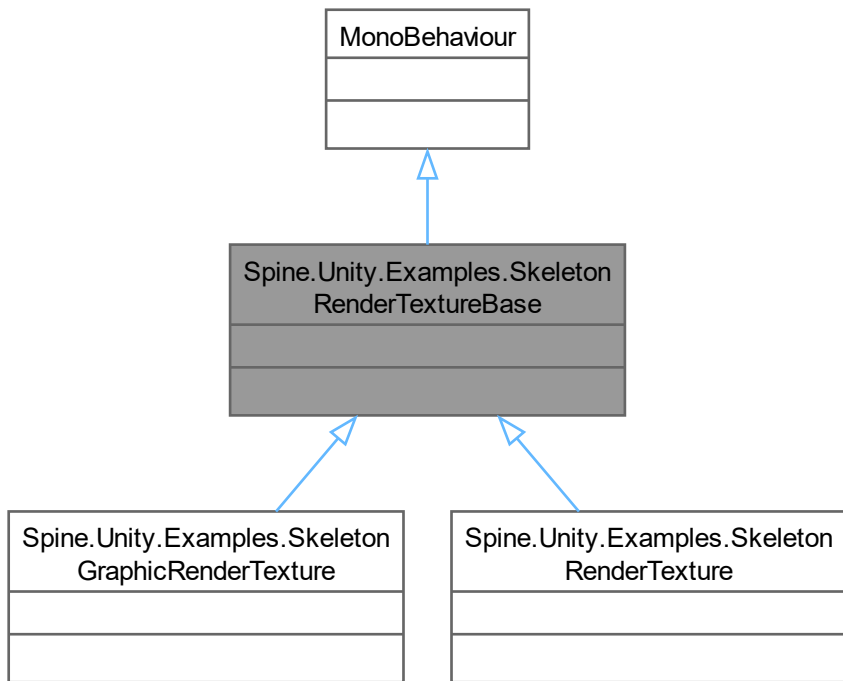 MonoBehaviour
Spine.Unity.Examples.Skeleton
RenderTextureBase
Spine.Unity.Examples.Skeleton
GraphicRenderTexture
Spine.Unity.Examples.Skeleton
RenderTexture